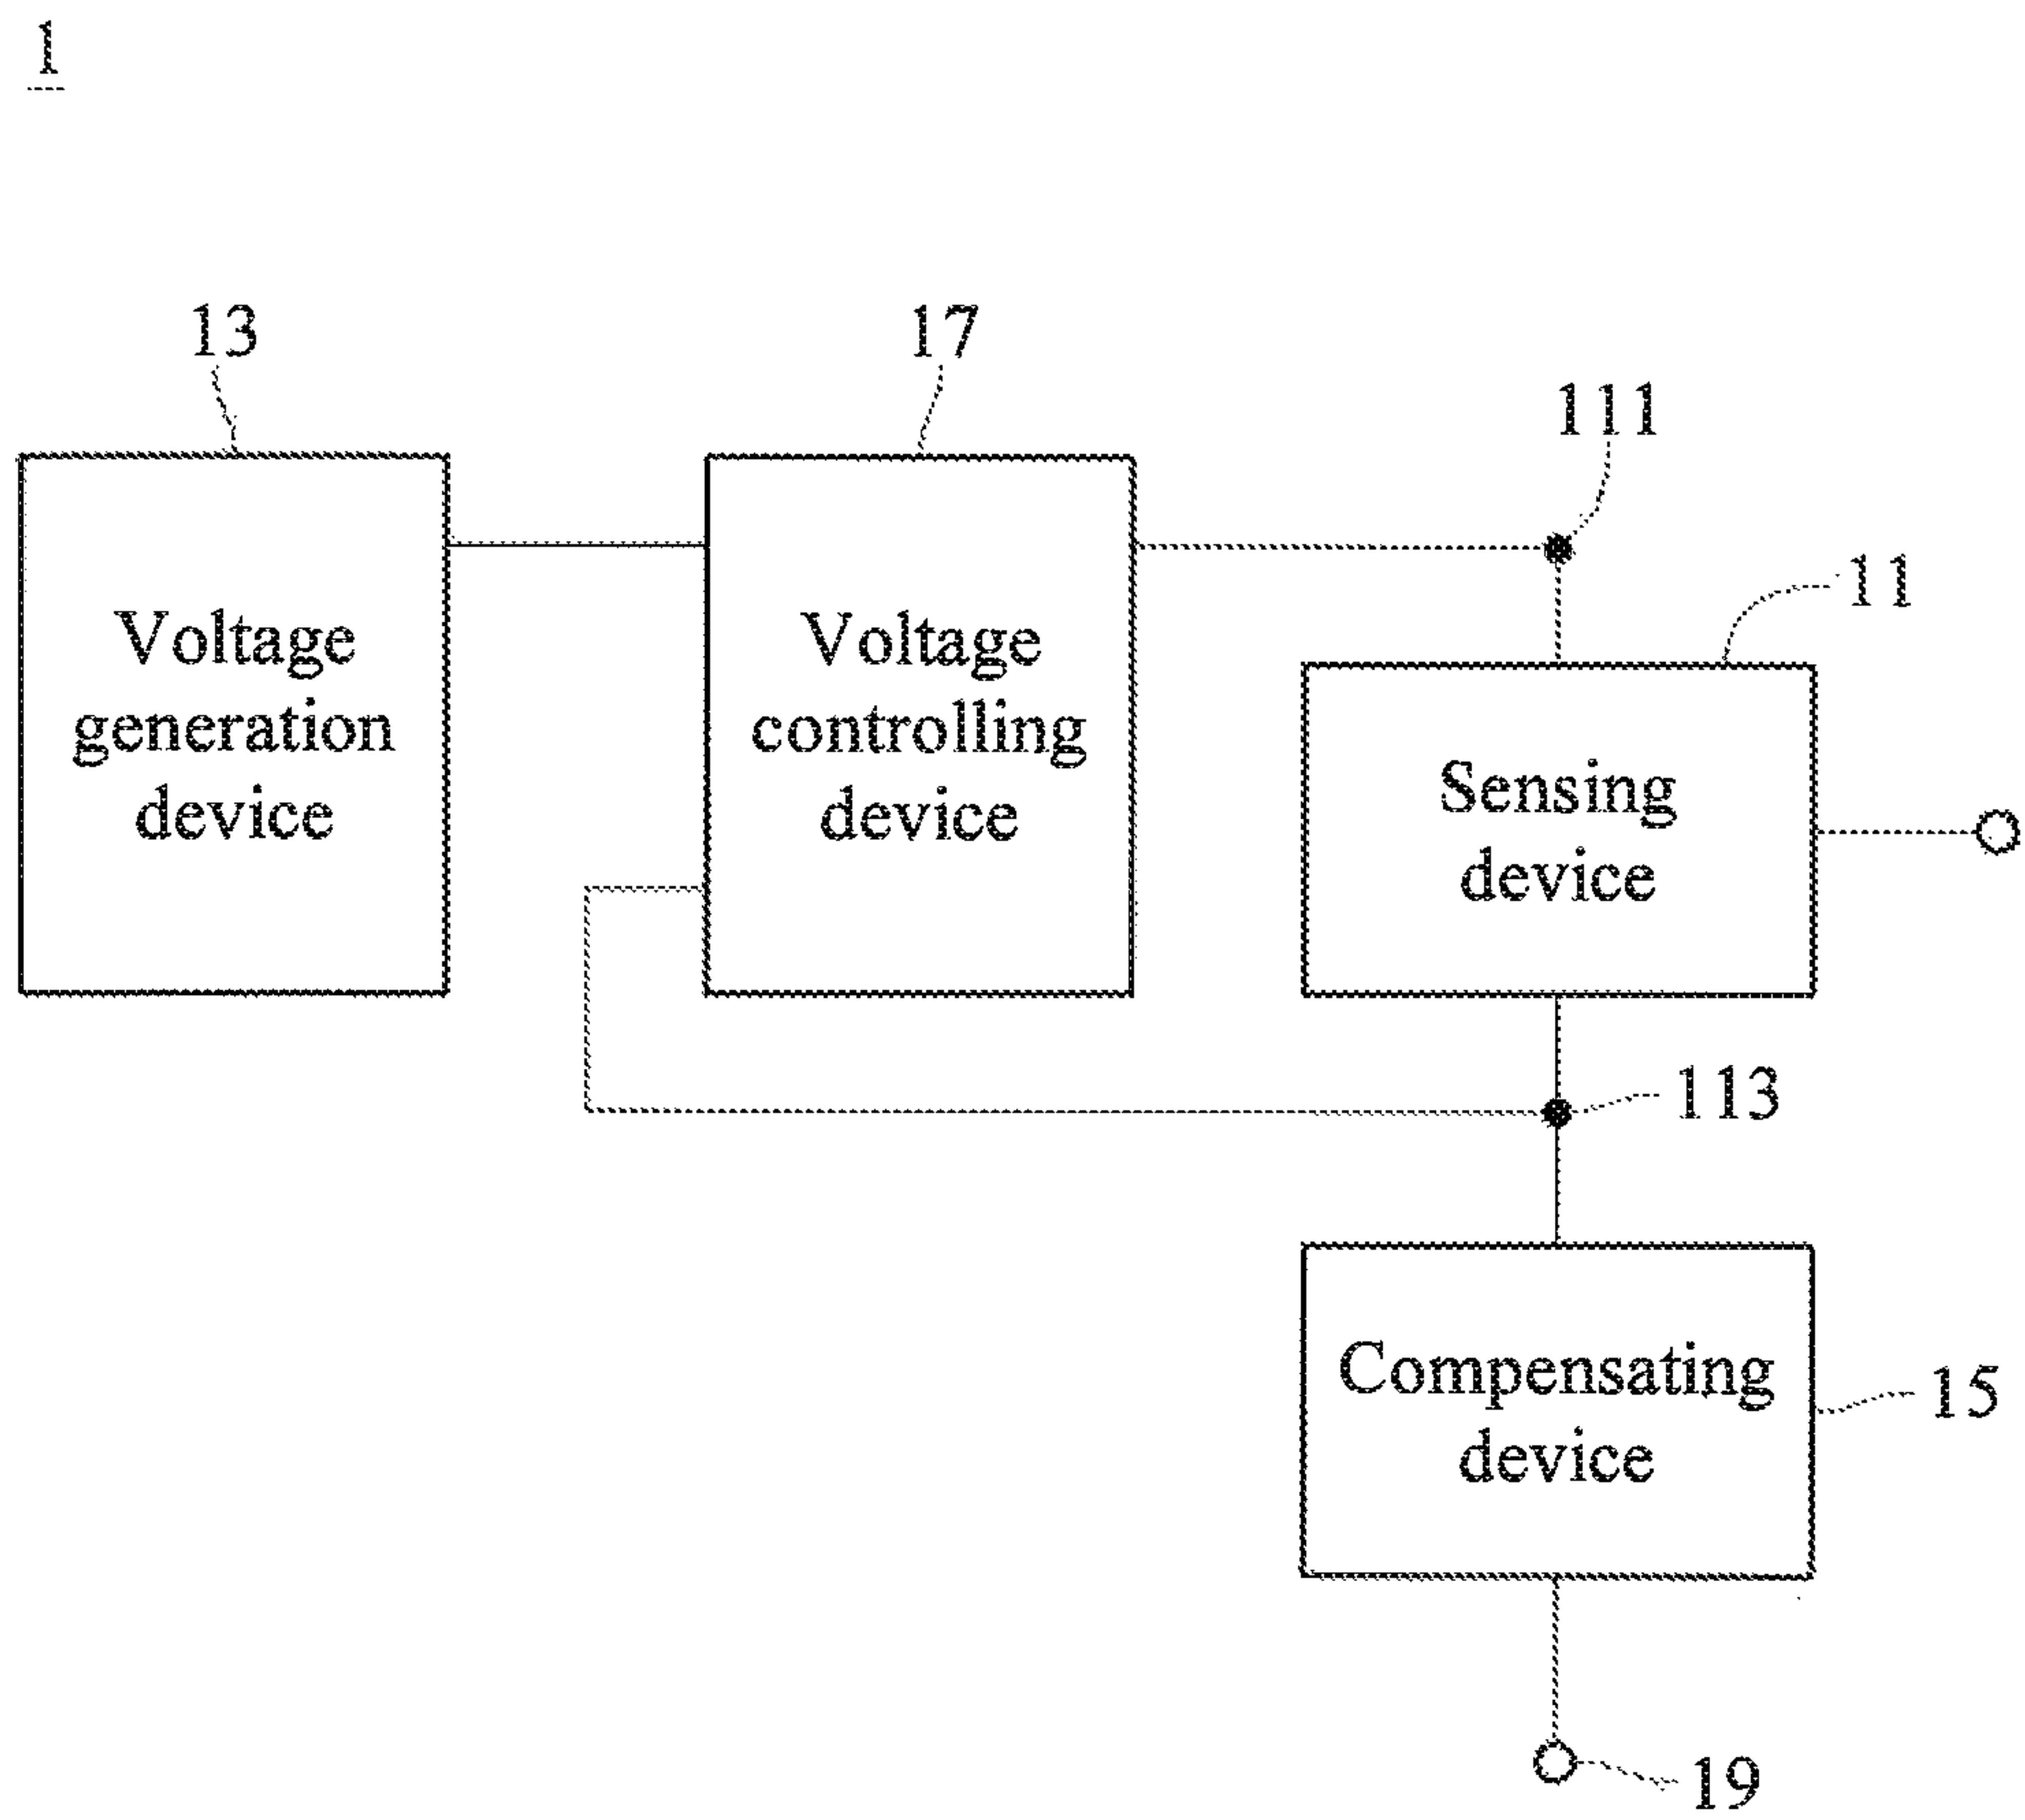 1
13
17
111
11
Voltage
generation
device
Voltage
controlling
device
Sensing
device
113
Compensating
device
15
19